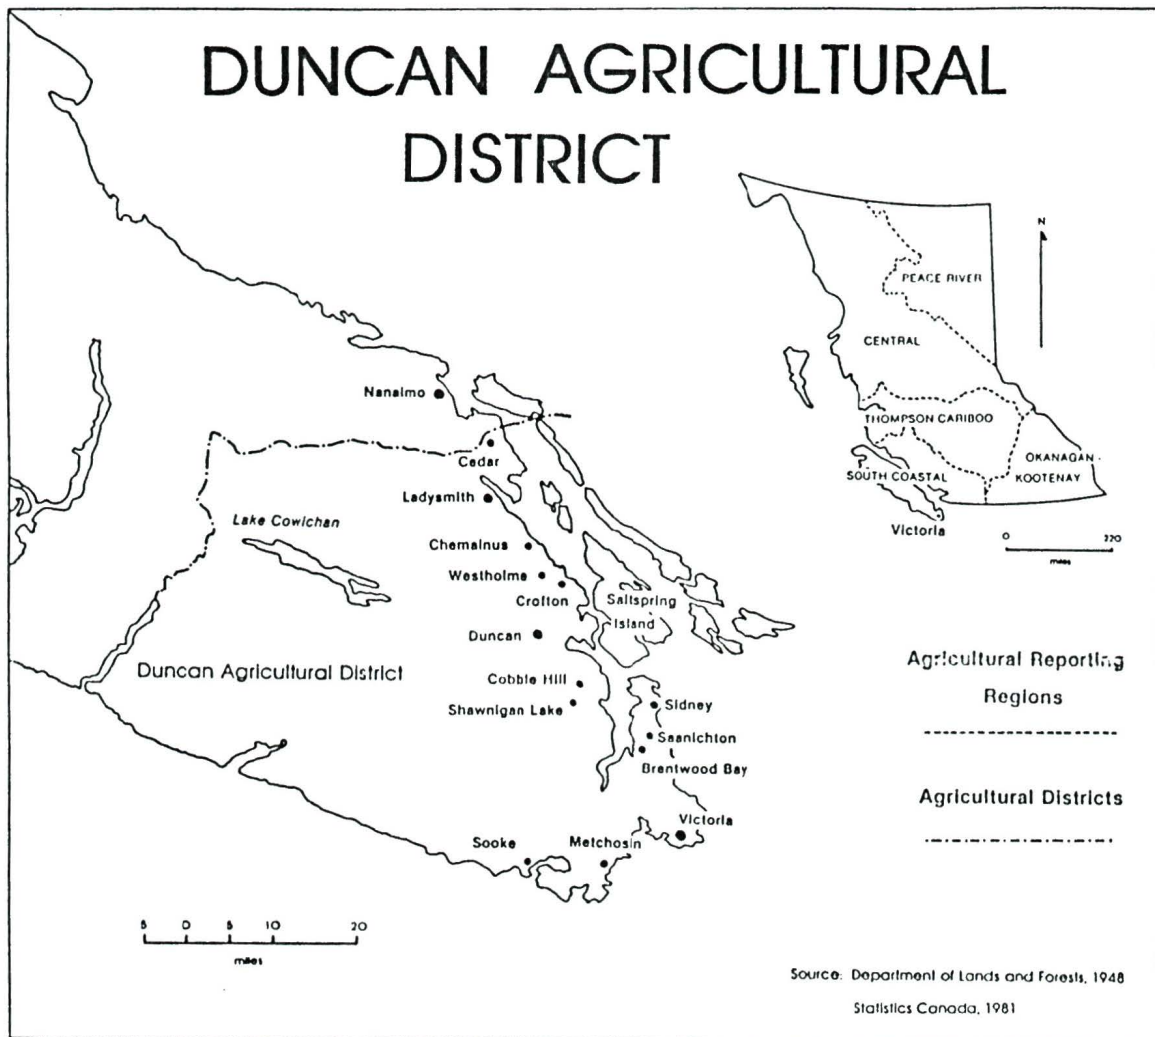 DUNCAN AGRICULTURAL
DISTRICT
N
PEACE RIVER
CENTRAL
THOMPSON CARIBOO
OKANAGAN -
KOOTENAY
SOUTH COASTAL
Victoria
0 220
miles
Nanaimo
Cedar
Ladysmith
Lake Cowichan
Chemainus
Westholme
Crofton
Saltspring
Island
Duncan
Duncan Agricultural District
Cobble Hill
Shawnigan Lake
Sidney
Saanichton
Brentwood Bay
Victoria
Sooke
Metchosin
Agricultural Reporting
Regions
Agricultural Districts
5 0 5 10 20
miles
Source: Department of Lands and Forests, 1948
Statistics Canada, 1981